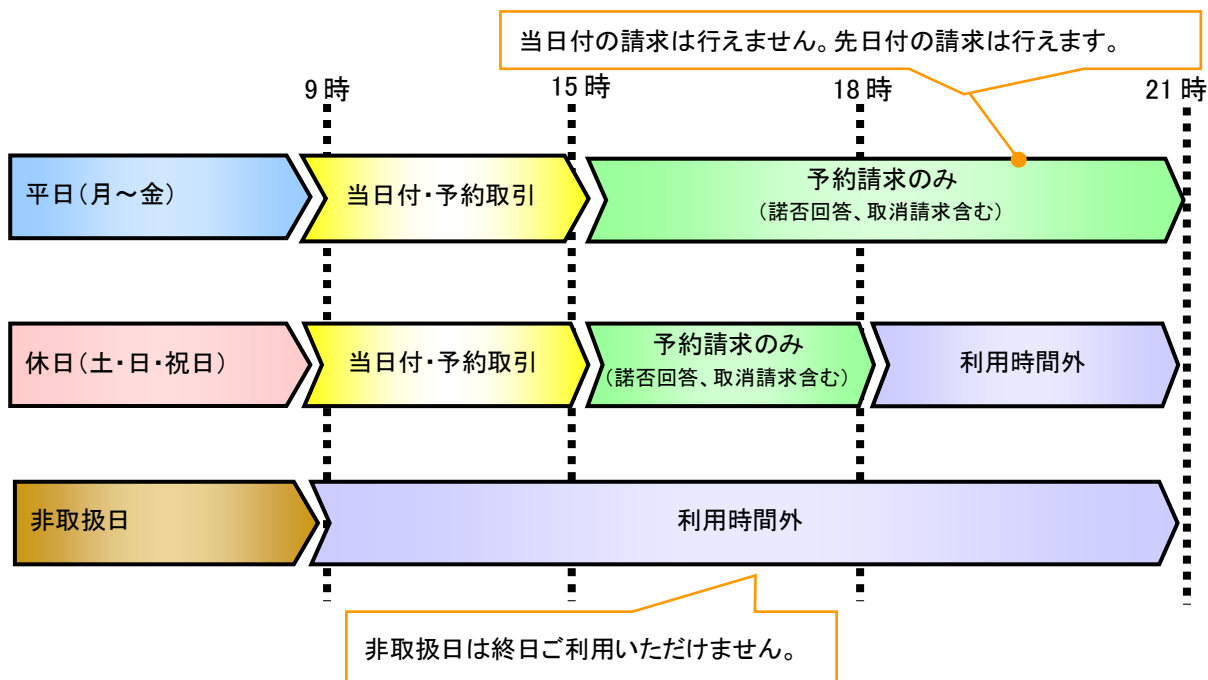 当日付の請求は行えません。先日付の請求は行えます。
9時 15時 18時 21時
平日(月～金) 当日付・予約取引 予約請求のみ
(諾否回答、取消請求含む)
休日(土・日・祝日) 当日付・予約取引 予約請求のみ 利用時間外
(諾否回答、取消請求含む)
非取扱日 利用時間外
非取扱日は終日ご利用いただけません。